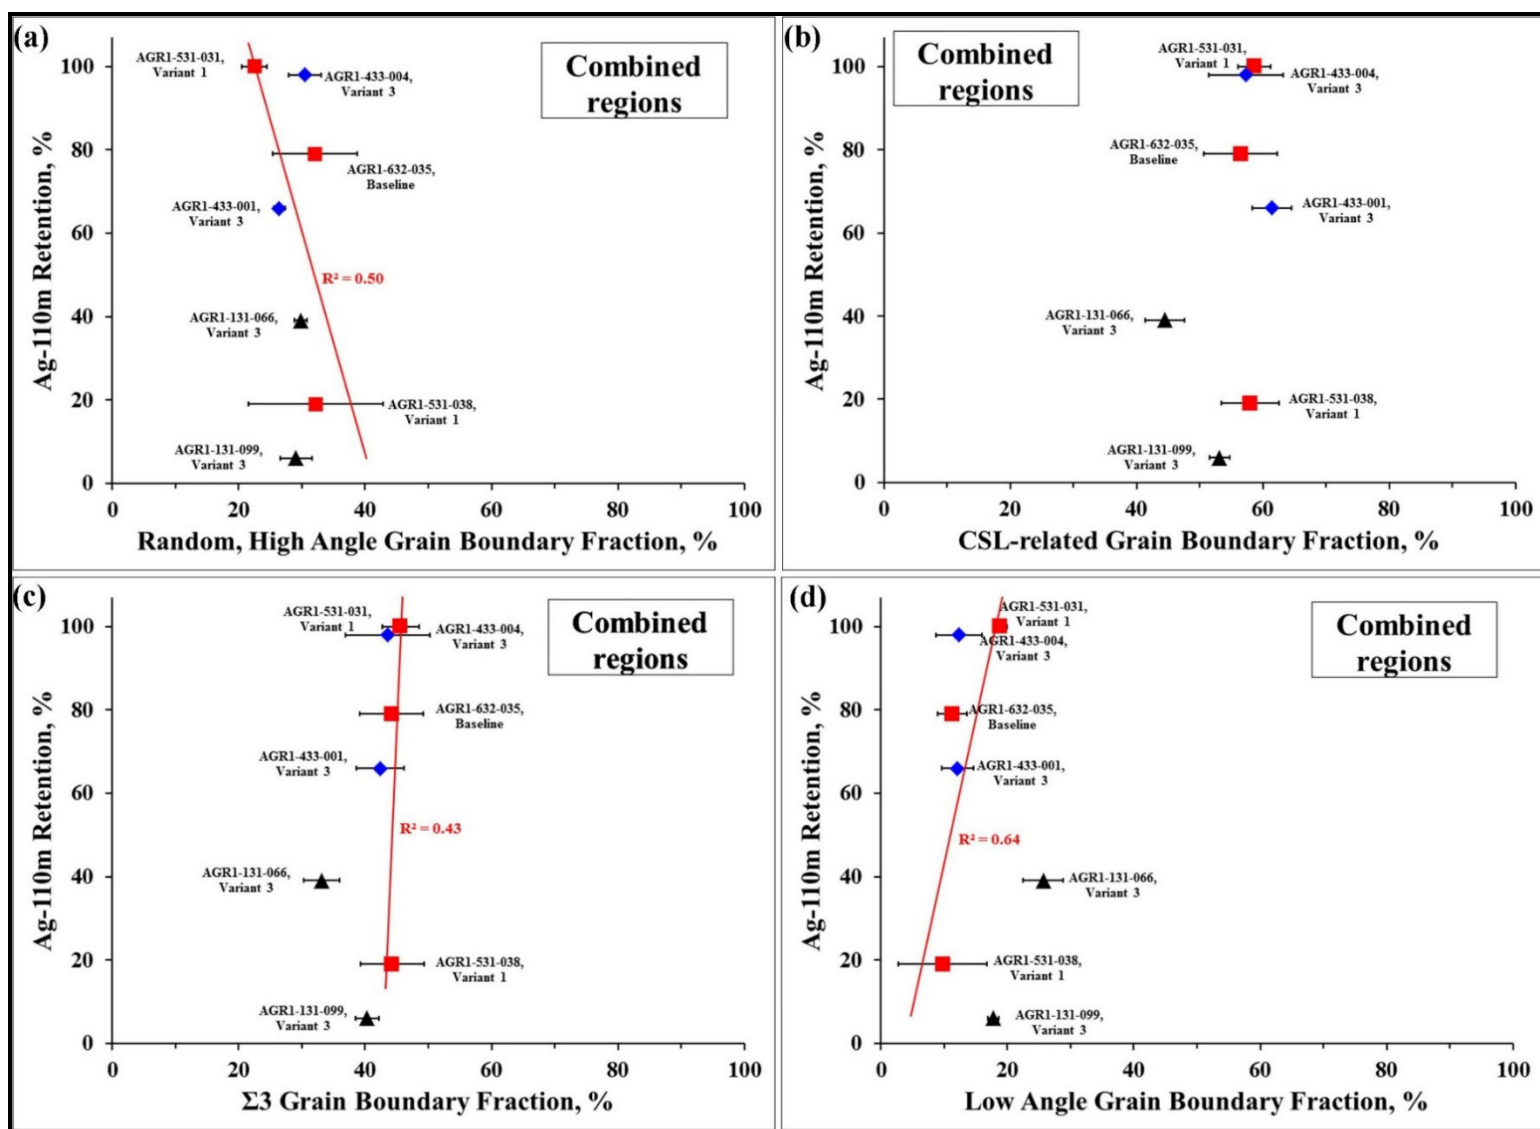 (a)
Combined
regions
AGR1-531-031,
Variant 1
AGR1-433-004,
Variant 3
AGR1-632-035,
Baseline
AGR1-433-001,
Variant 3
R² = 0.50
AGR1-131-066,
Variant 3
AGR1-531-038,
Variant 1
AGR1-131-099,
Variant 3
Ag-110m Retention, %
100
80
60
40
20
0
0 20 40 60 80 100
Random, High Angle Grain Boundary Fraction, %
(b)
Combined
regions
AGR1-531-031,
Variant 1
AGR1-433-004,
Variant 3
AGR1-632-035,
Baseline
AGR1-433-001,
Variant 3
AGR1-131-066,
Variant 3
AGR1-531-038,
Variant 1
AGR1-131-099,
Variant 3
Ag-110m Retention, %
100
80
60
40
20
0
0 20 40 60 80 100
CSL-related Grain Boundary Fraction, %
(c)
Combined
regions
AGR1-531-031,
Variant 1
AGR1-433-004,
Variant 3
AGR1-632-035,
Baseline
AGR1-433-001,
Variant 3
R² = 0.43
AGR1-131-066,
Variant 3
AGR1-531-038,
Variant 1
AGR1-131-099,
Variant 3
Ag-110m Retention, %
100
80
60
40
20
0
0 20 40 60 80 100
Σ3 Grain Boundary Fraction, %
(d)
Combined
regions
AGR1-531-031,
Variant 1
AGR1-433-004,
Variant 3
AGR1-632-035,
Baseline
AGR1-433-001,
Variant 3
R² = 0.64
AGR1-131-066,
Variant 3
AGR1-531-038,
Variant 1
AGR1-131-099,
Variant 3
Ag-110m Retention, %
100
80
60
40
20
0
0 20 40 60 80 100
Low Angle Grain Boundary Fraction, %